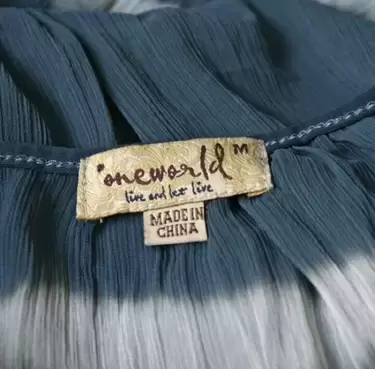 oneworld M
live and let live
MADE IN
CHINA